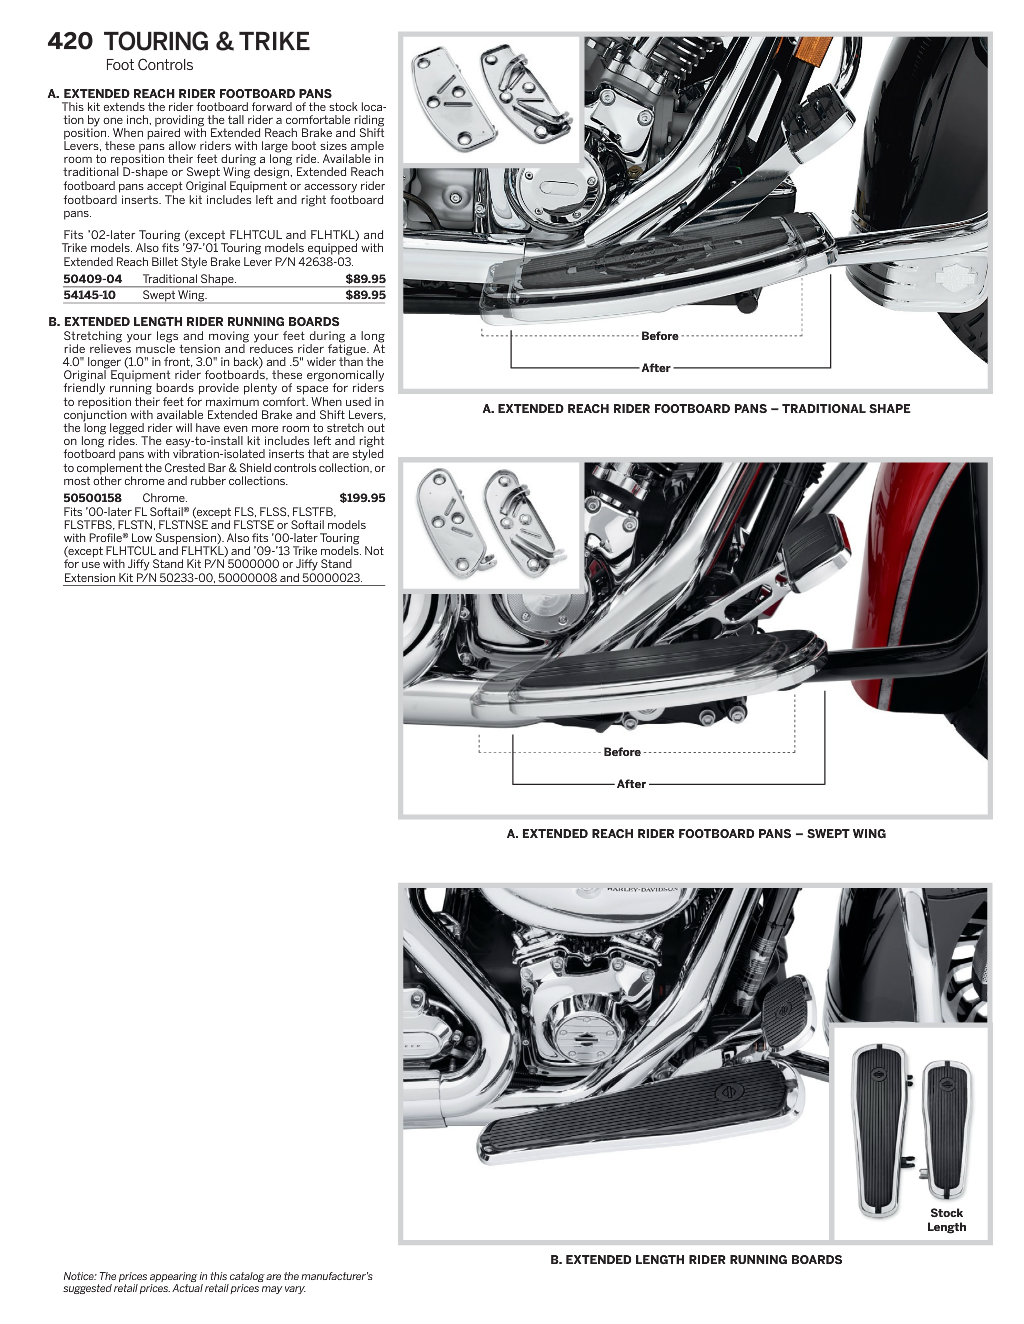 420 TOURING & TRIKE
Foot Controls
A. EXTENDED REACH RIDER FOOTBOARD PANS
This kit extends the rider footboard forward of the stock loca-
tion by one inch, providing the tall rider a comfortable riding
position. When paired with Extended Reach Brake and Shift
Levers, these pans allow riders with large boot sizes ample
room to reposition their feet during a long ride. Available in
traditional D-shape or Swept Wing design, Extended Reach
footboard pans accept Original Equipment or accessory rider
footboard inserts. The kit includes left and right footboard
pans.
Fits ’02-later Touring (except FLHTCUL and FLHTKL) and
Trike models. Also fits ’97-’01 Touring models equipped with
Extended Reach Billet Style Brake Lever P/N 42638-03.
50409-04 Traditional Shape. $89.95
54145-10 Swept Wing. $89.95
B. EXTENDED LENGTH RIDER RUNNING BOARDS
Stretching your legs and moving your feet during a long
ride relieves muscle tension and reduces rider fatigue. At
4.0" longer (1.0" in front, 3.0" in back) and .5" wider than the
Original Equipment rider footboards, these ergonomically
friendly running boards provide plenty of space for riders
to reposition their feet for maximum comfort. When used in
conjunction with available Extended Brake and Shift Levers,
the long legged rider will have even more room to stretch out
on long rides. The easy-to-install kit includes left and right
footboard pans with vibration-isolated inserts that are styled
to complement the Crested Bar & Shield controls collection, or
most other chrome and rubber collections.
50500158 Chrome. $199.95
Fits ’00-later FL Softail® (except FLS, FLSS, FLSTFB,
FLSTFBS, FLSTN, FLSTNSE and FLSTSE or Softail models
with Profile® Low Suspension). Also fits ’00-later Touring
(except FLHTCUL and FLHTKL) and ’09-’13 Trike models. Not
for use with Jiffy Stand Kit P/N 5000000 or Jiffy Stand
Extension Kit P/N 50233-00, 50000008 and 50000023.
Before
After
A. EXTENDED REACH RIDER FOOTBOARD PANS – TRADITIONAL SHAPE
Before
After
A. EXTENDED REACH RIDER FOOTBOARD PANS – SWEPT WING
HARLEY-DAVIDSON
Stock
Length
B. EXTENDED LENGTH RIDER RUNNING BOARDS
Notice: The prices appearing in this catalog are the manufacturer’s
suggested retail prices. Actual retail prices may vary.